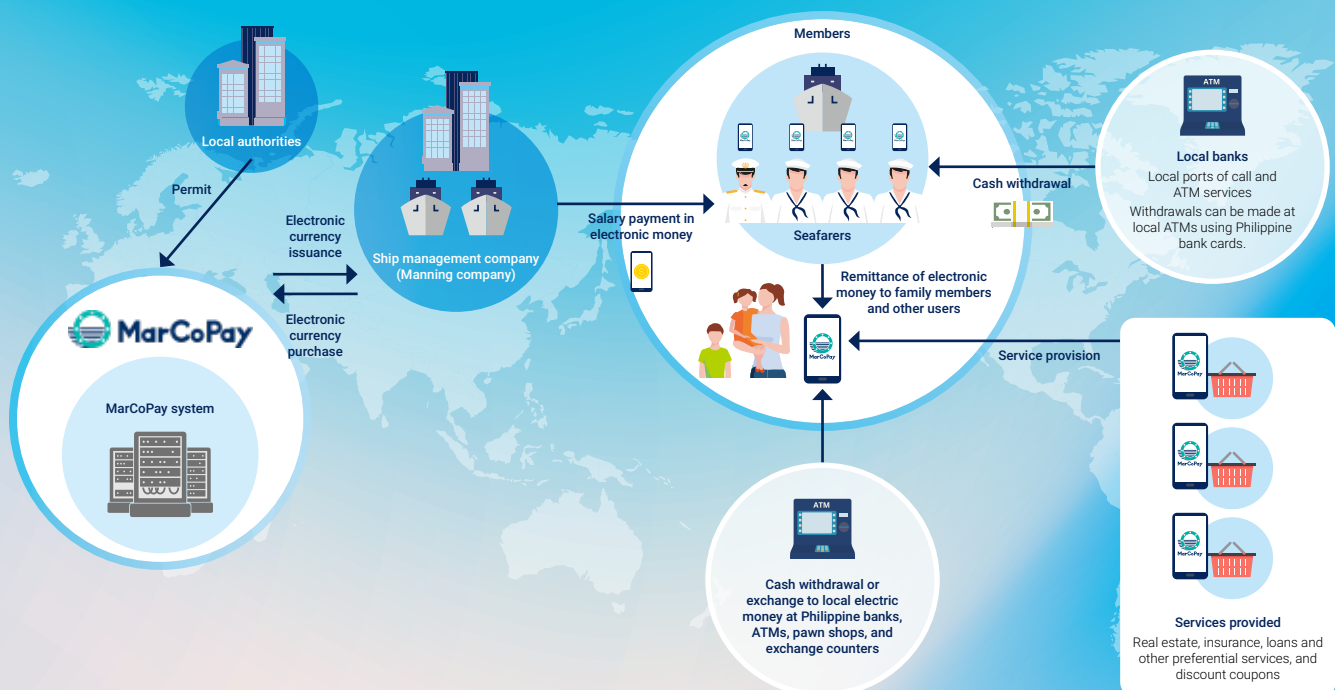 Local authorities
Permit
MarCoPay
MarCoPay system
Electronic
currency
issuance
Electronic
currency
purchase
Ship management company
(Manning company)
Salary payment in
electronic money
Members
Seafarers
Remittance of electronic
money to family members
and other users
MarCoPay
Cash withdrawal
ATM
Local banks
Local ports of call and
ATM services
Withdrawals can be made at
local ATMs using Philippine
bank cards.
Service provision
ATM
Cash withdrawal or
exchange to local electric
money at Philippine banks,
ATMs, pawn shops, and
exchange counters
MarCoPay
MarCoPay
MarCoPay
Services provided
Real estate, insurance, loans and
other preferential services, and
discount coupons